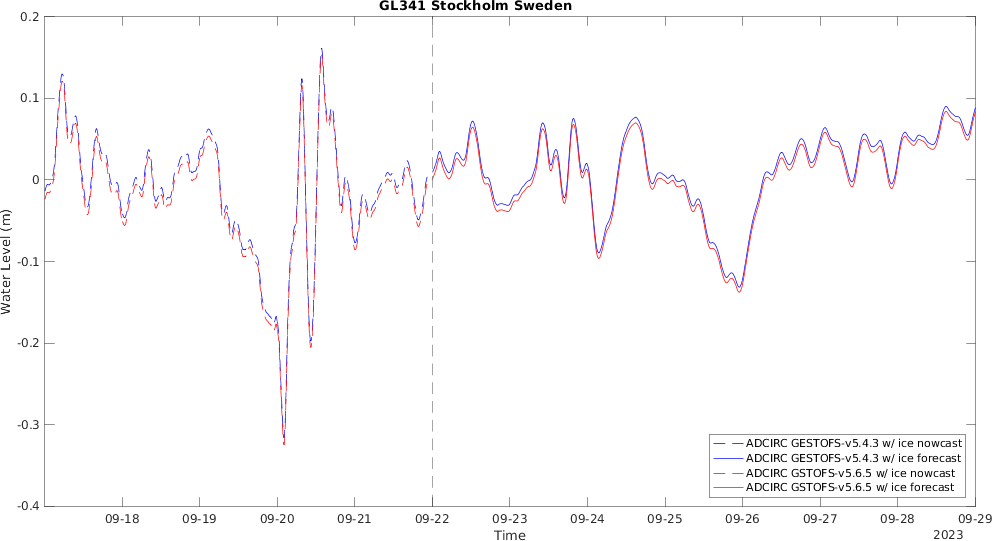 GL341 Stockholm Sweden
0.2
0.1
0
-0.1
-0.2
-0.3
-0.4
Water Level (m)
ADCIRC GESTOFS-v5.4.3 w/ ice nowcast
ADCIRC GESTOFS-v5.4.3 w/ ice forecast
ADCIRC GSTOFS-v5.6.5 w/ ice nowcast
ADCIRC GSTOFS-v5.6.5 w/ ice forecast
09-18 09-19 09-20 09-21 09-22 09-23 09-24 09-25 09-26 09-27 09-28 09-29
Time
2023